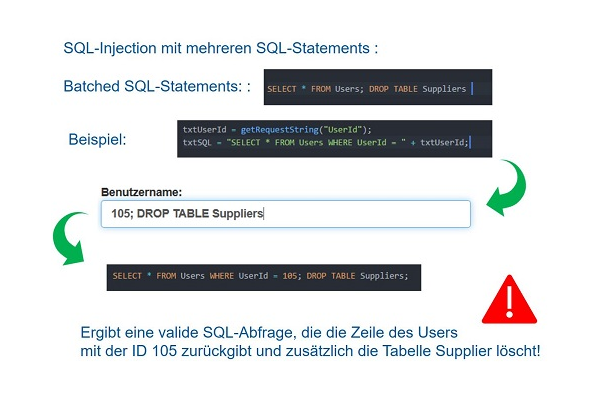 SQL-Injection mit mehreren SQL-Statements :
Batched SQL-Statements: :
SELECT * FROM Users; DROP TABLE Suppliers
Beispiel:
txtUserId = getRequestString("UserId");
txtSQL = "SELECT * FROM Users WHERE UserId = " + txtUserId;
Benutzername:
105; DROP TABLE Suppliers
SELECT * FROM Users WHERE UserId = 105; DROP TABLE Suppliers;
Ergibt eine valide SQL-Abfrage, die die Zeile des Users
mit der ID 105 zurückgibt und zusätzlich die Tabelle Supplier löscht!